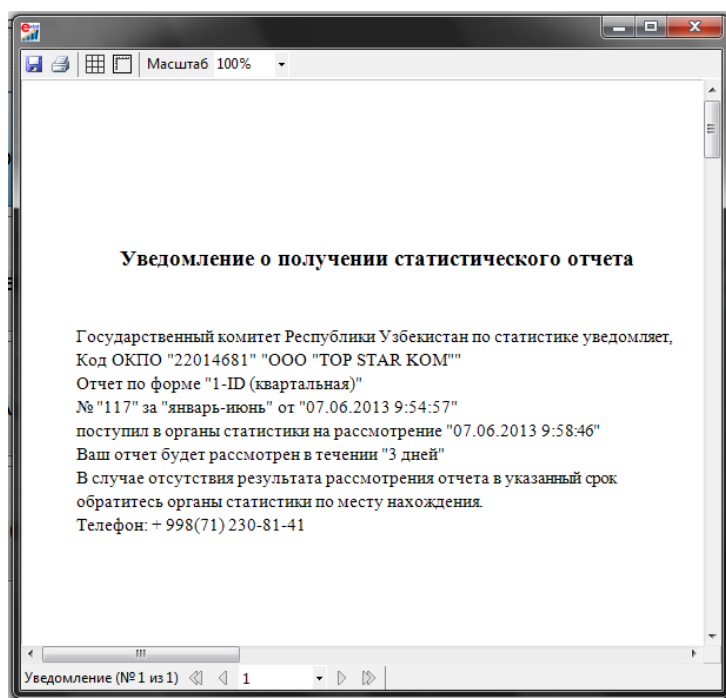 Масштаб 100%
Уведомление о получении статистического отчета
Государственный комитет Республики Узбекистан по статистике уведомляет,
Код ОКПО "22014681" "ООО "TOP STAR KOM""
Отчет по форме "1-ID (квартальная)"
№ "117" за "январь-июнь" от "07.06.2013 9:54:57"
поступил в органы статистики на рассмотрение "07.06.2013 9:58:46"
Ваш отчет будет рассмотрен в течении "3 дней"
В случае отсутствия результата рассмотрения отчета в указанный срок
обратитесь органы статистики по месту нахождения.
Телефон: + 998(71) 230-81-41
Уведомление (№ 1 из 1) 1